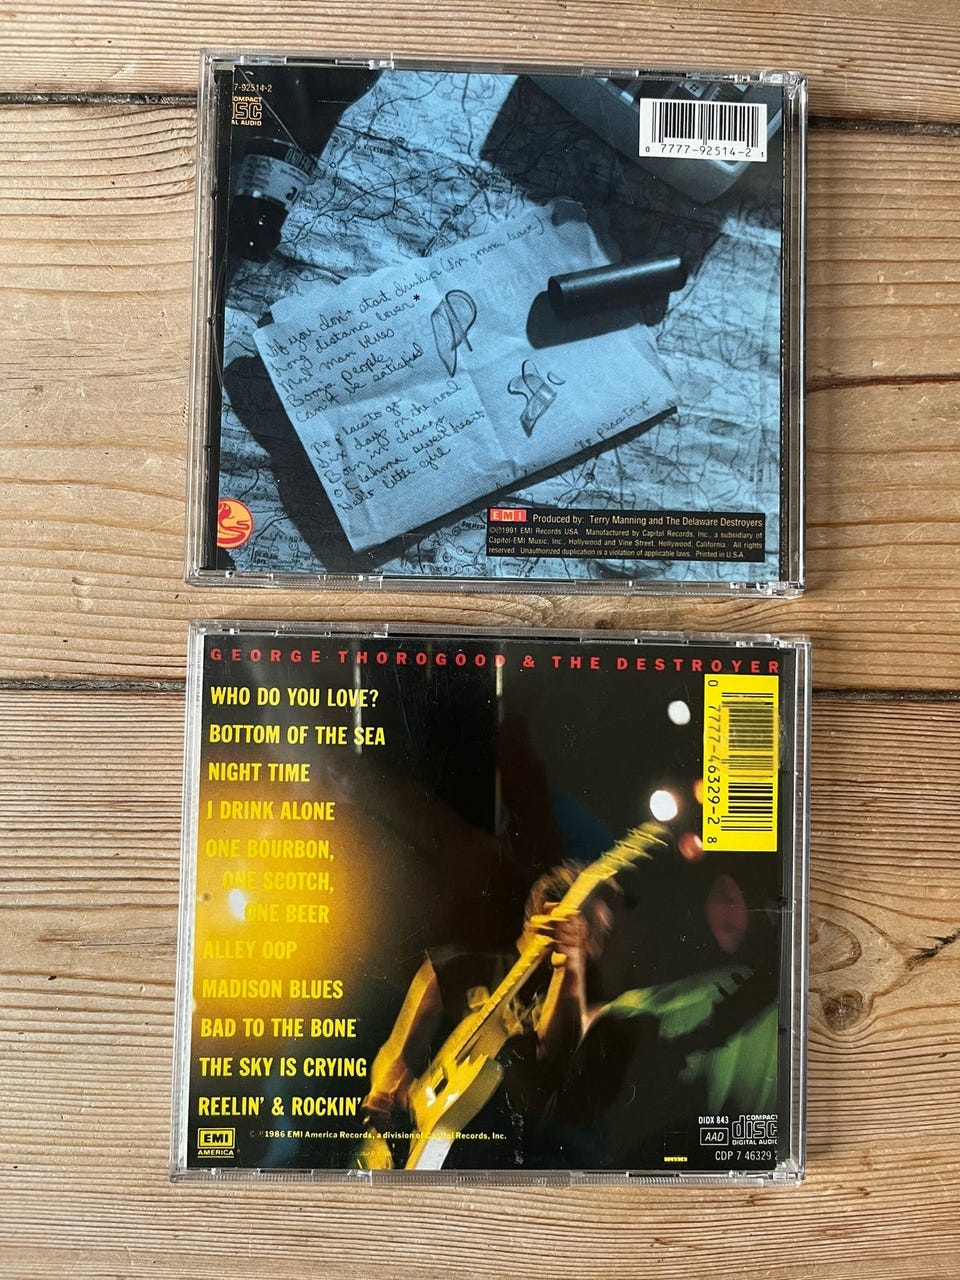 7-92514-2
COMPACT
DISC
AL AUDIO
0 7777-92514-2 1
If you don't start drinkin (I'm gonna leave)
Long distance lover*
Mail man blues
Boogie People
Can't be satisfied
No place to go
Six days on the road
Born in chicago
Oklahoma sweetheart
Hello little girl
EMI Produced by: Terry Manning and The Delaware Destroyers
©℗1991 EMI Records USA. Manufactured by Capitol Records, Inc., a subsidiary of
Capitol-EMI Music, Inc., Hollywood and Vine Street, Hollywood, California. All rights
reserved. Unauthorized duplication is a violation of applicable laws. Printed in U.S.A.
GEORGE THOROGOOD & THE DESTROYER
WHO DO YOU LOVE?
BOTTOM OF THE SEA
NIGHT TIME
I DRINK ALONE
ONE BOURBON,
ONE SCOTCH,
ONE BEER
ALLEY OOP
MADISON BLUES
BAD TO THE BONE
THE SKY IS CRYING
REELIN' & ROCKIN'
0 7777-46329-2 8
EMI
AMERICA
©℗1986 EMI America Records, a division of Capitol Records, Inc.
DIDX 843
AAD
COMPACT
disc
DIGITAL AUDIO
CDP 7 46329 2